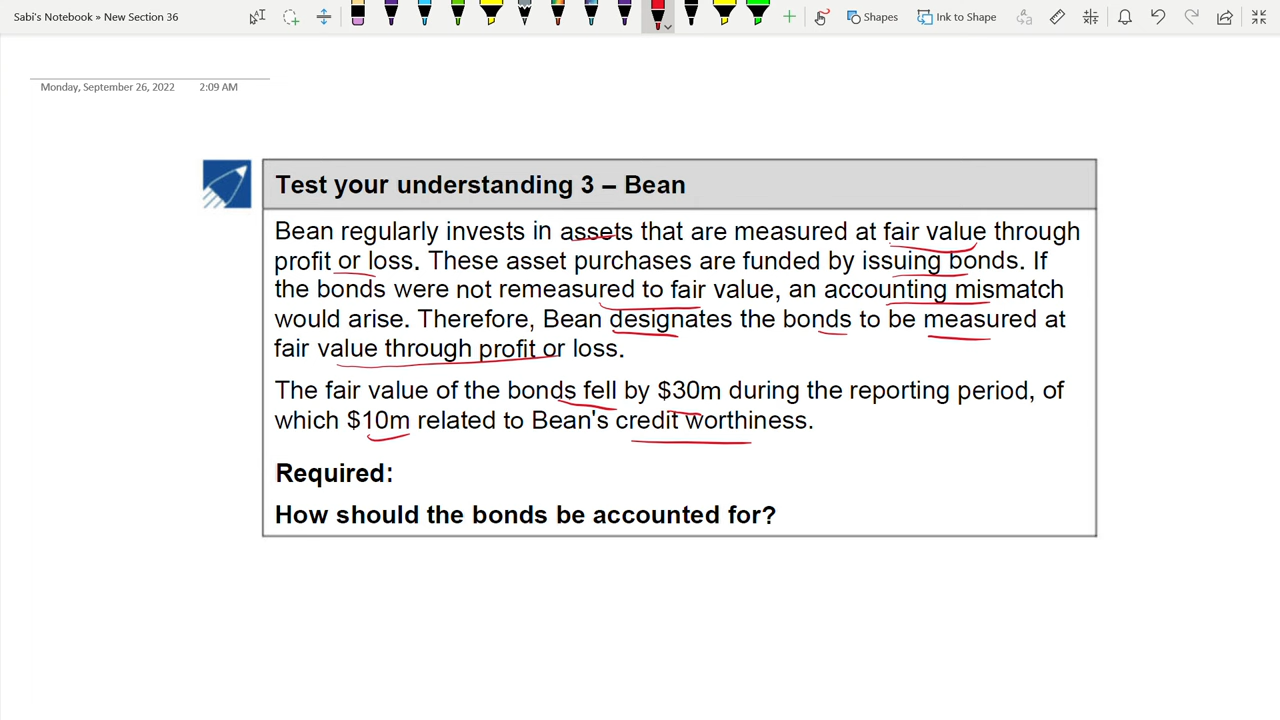 Sabi's Notebook » New Section 36
Shapes
Ink to Shape
Monday, September 26, 2022 2:09 AM
Test your understanding 3 – Bean
Bean regularly invests in assets that are measured at fair value through
profit or loss. These asset purchases are funded by issuing bonds. If
the bonds were not remeasured to fair value, an accounting mismatch
would arise. Therefore, Bean designates the bonds to be measured at
fair value through profit or loss.
The fair value of the bonds fell by $30m during the reporting period, of
which $10m related to Bean's credit worthiness.
Required:
How should the bonds be accounted for?